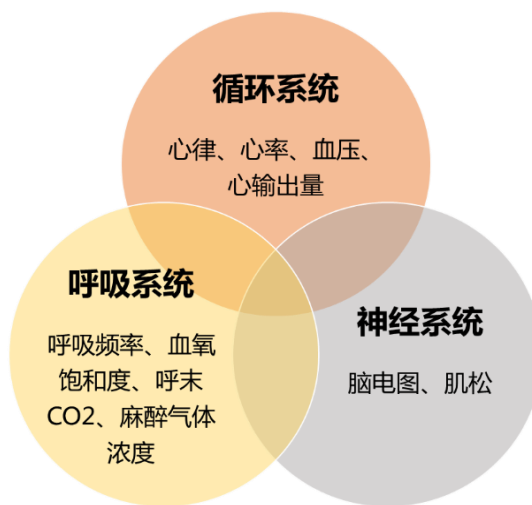 循环系统
心律、心率、血压、
心输出量
呼吸系统
呼吸频率、血氧
饱和度、呼末
CO2、麻醉气体
浓度
神经系统
脑电图、肌松